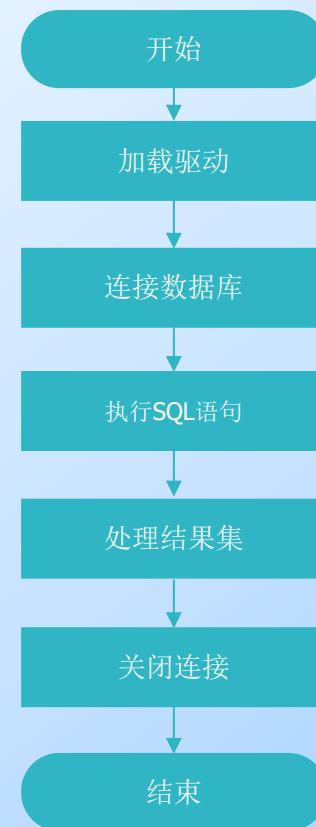 开始
加载驱动
连接数据库
执行SQL语句
处理结果集
关闭连接
结束